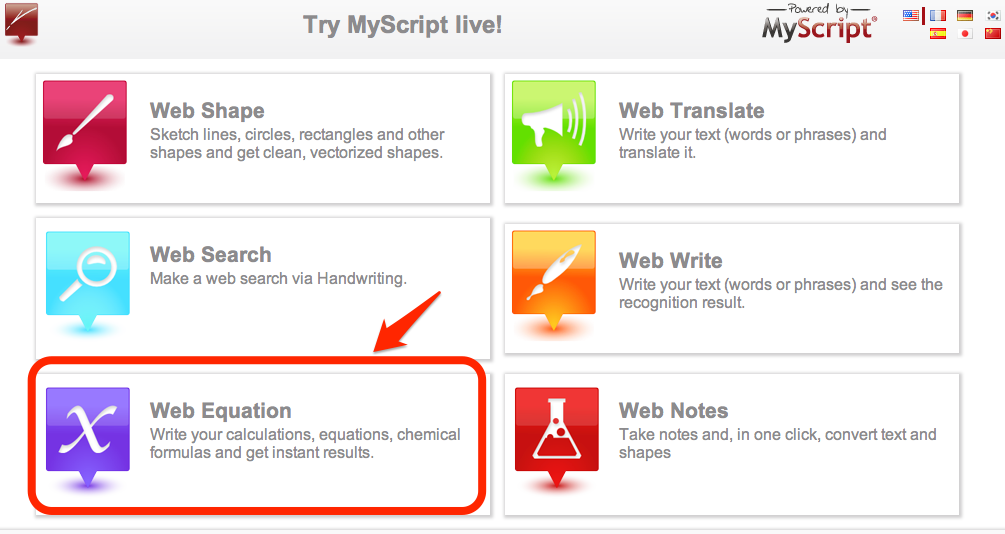 Try MyScript live!
Powered by
MyScript®
Web Shape
Sketch lines, circles, rectangles and other
shapes and get clean, vectorized shapes.
Web Translate
Write your text (words or phrases) and
translate it.
Web Search
Make a web search via Handwriting.
Web Write
Write your text (words or phrases) and see the
recognition result.
Web Equation
Write your calculations, equations, chemical
formulas and get instant results.
Web Notes
Take notes and, in one click, convert text and
shapes